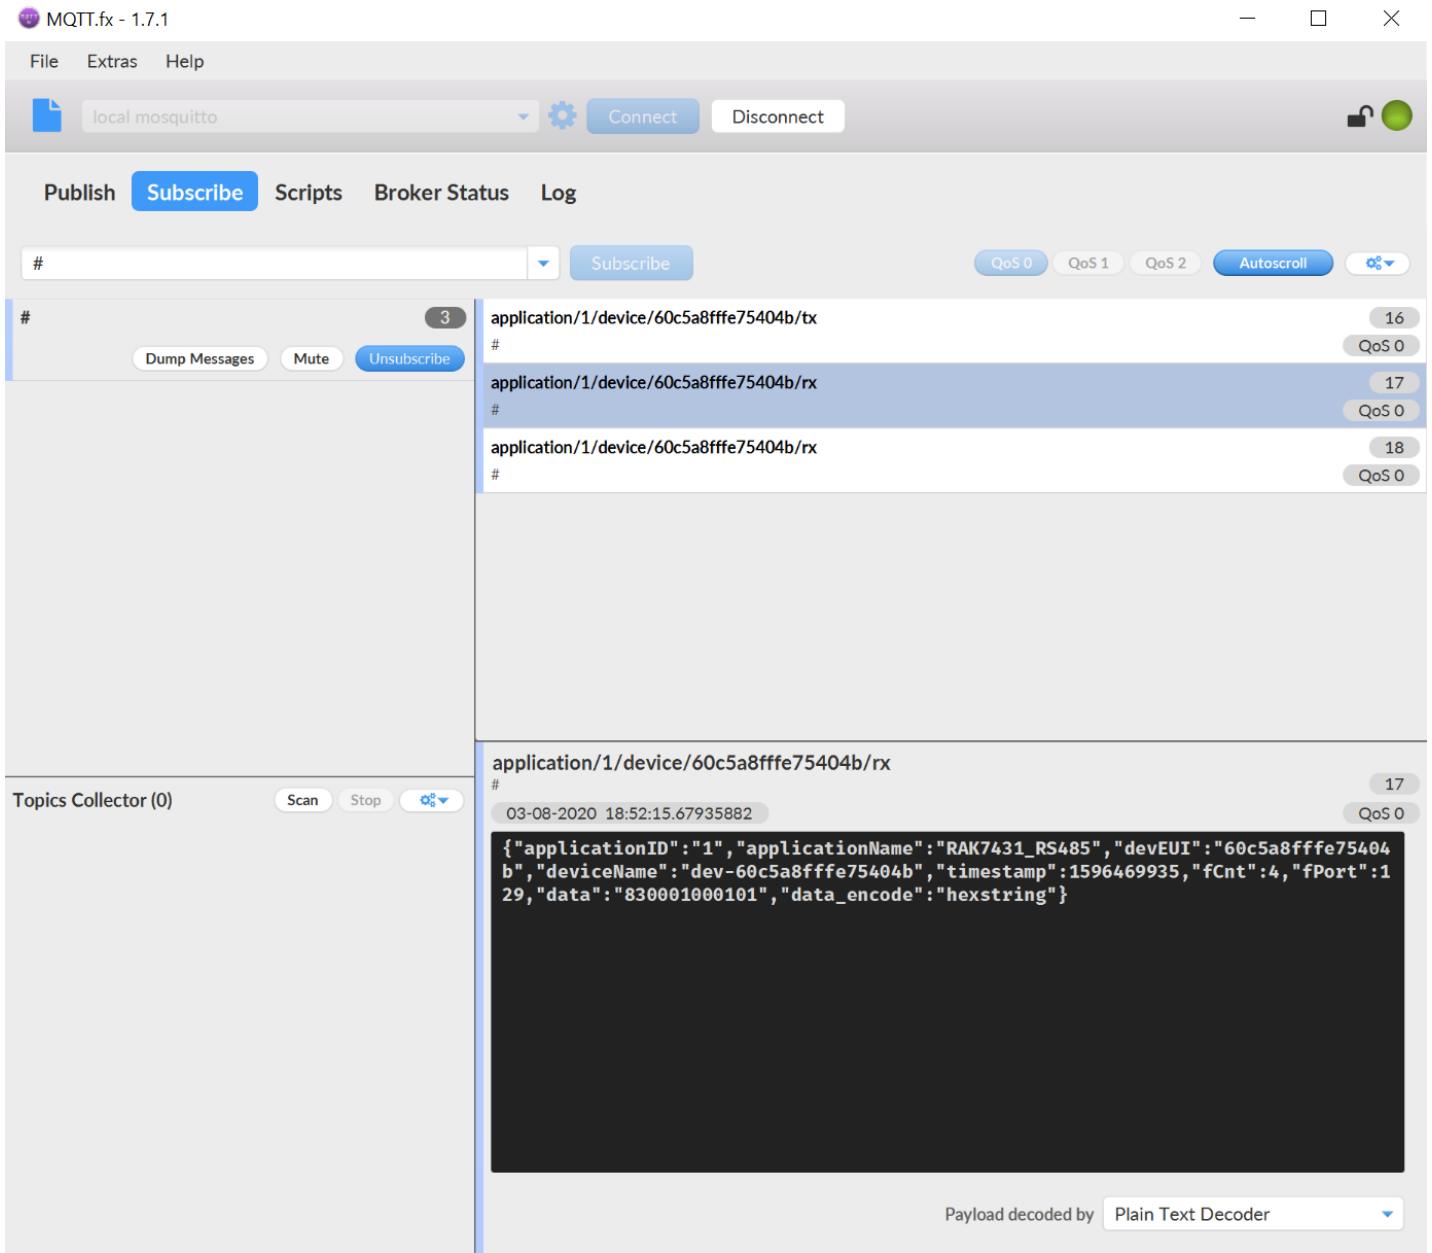 MQTT.fx - 1.7.1
File Extras Help
local mosquitto Connect Disconnect
Publish Subscribe Scripts Broker Status Log
# Subscribe QoS 0 QoS 1 QoS 2 Autoscroll
# 3
Dump Messages Mute Unsubscribe
application/1/device/60c5a8fffe75404b/tx 16
# QoS 0
application/1/device/60c5a8fffe75404b/rx 17
# QoS 0
application/1/device/60c5a8fffe75404b/rx 18
# QoS 0
Topics Collector (0) Scan Stop
application/1/device/60c5a8fffe75404b/rx
# 17
03-08-2020 18:52:15.67935882 QoS 0
{"applicationID":"1","applicationName":"RAK7431_RS485","devEUI":"60c5a8fffe75404
b","deviceName":"dev-60c5a8fffe75404b","timestamp":1596469935,"fCnt":4,"fPort":1
29,"data":"830001000101","data_encode":"hexstring"}
Payload decoded by Plain Text Decoder